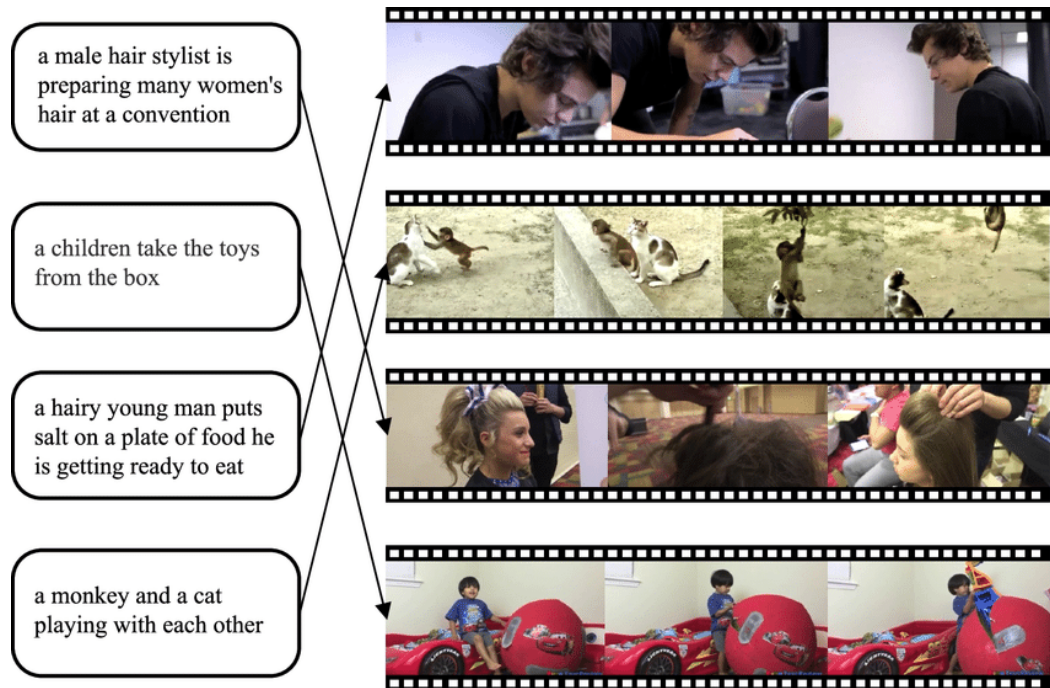 a male hair stylist is
preparing many women's
hair at a convention
a children take the toys
from the box
a hairy young man puts
salt on a plate of food he
is getting ready to eat
a monkey and a cat
playing with each other
LIGHTYEAR